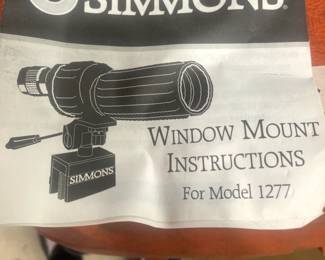 SIMMONS®
SIMMONS
WINDOW MOUNT
INSTRUCTIONS
For Model 1277